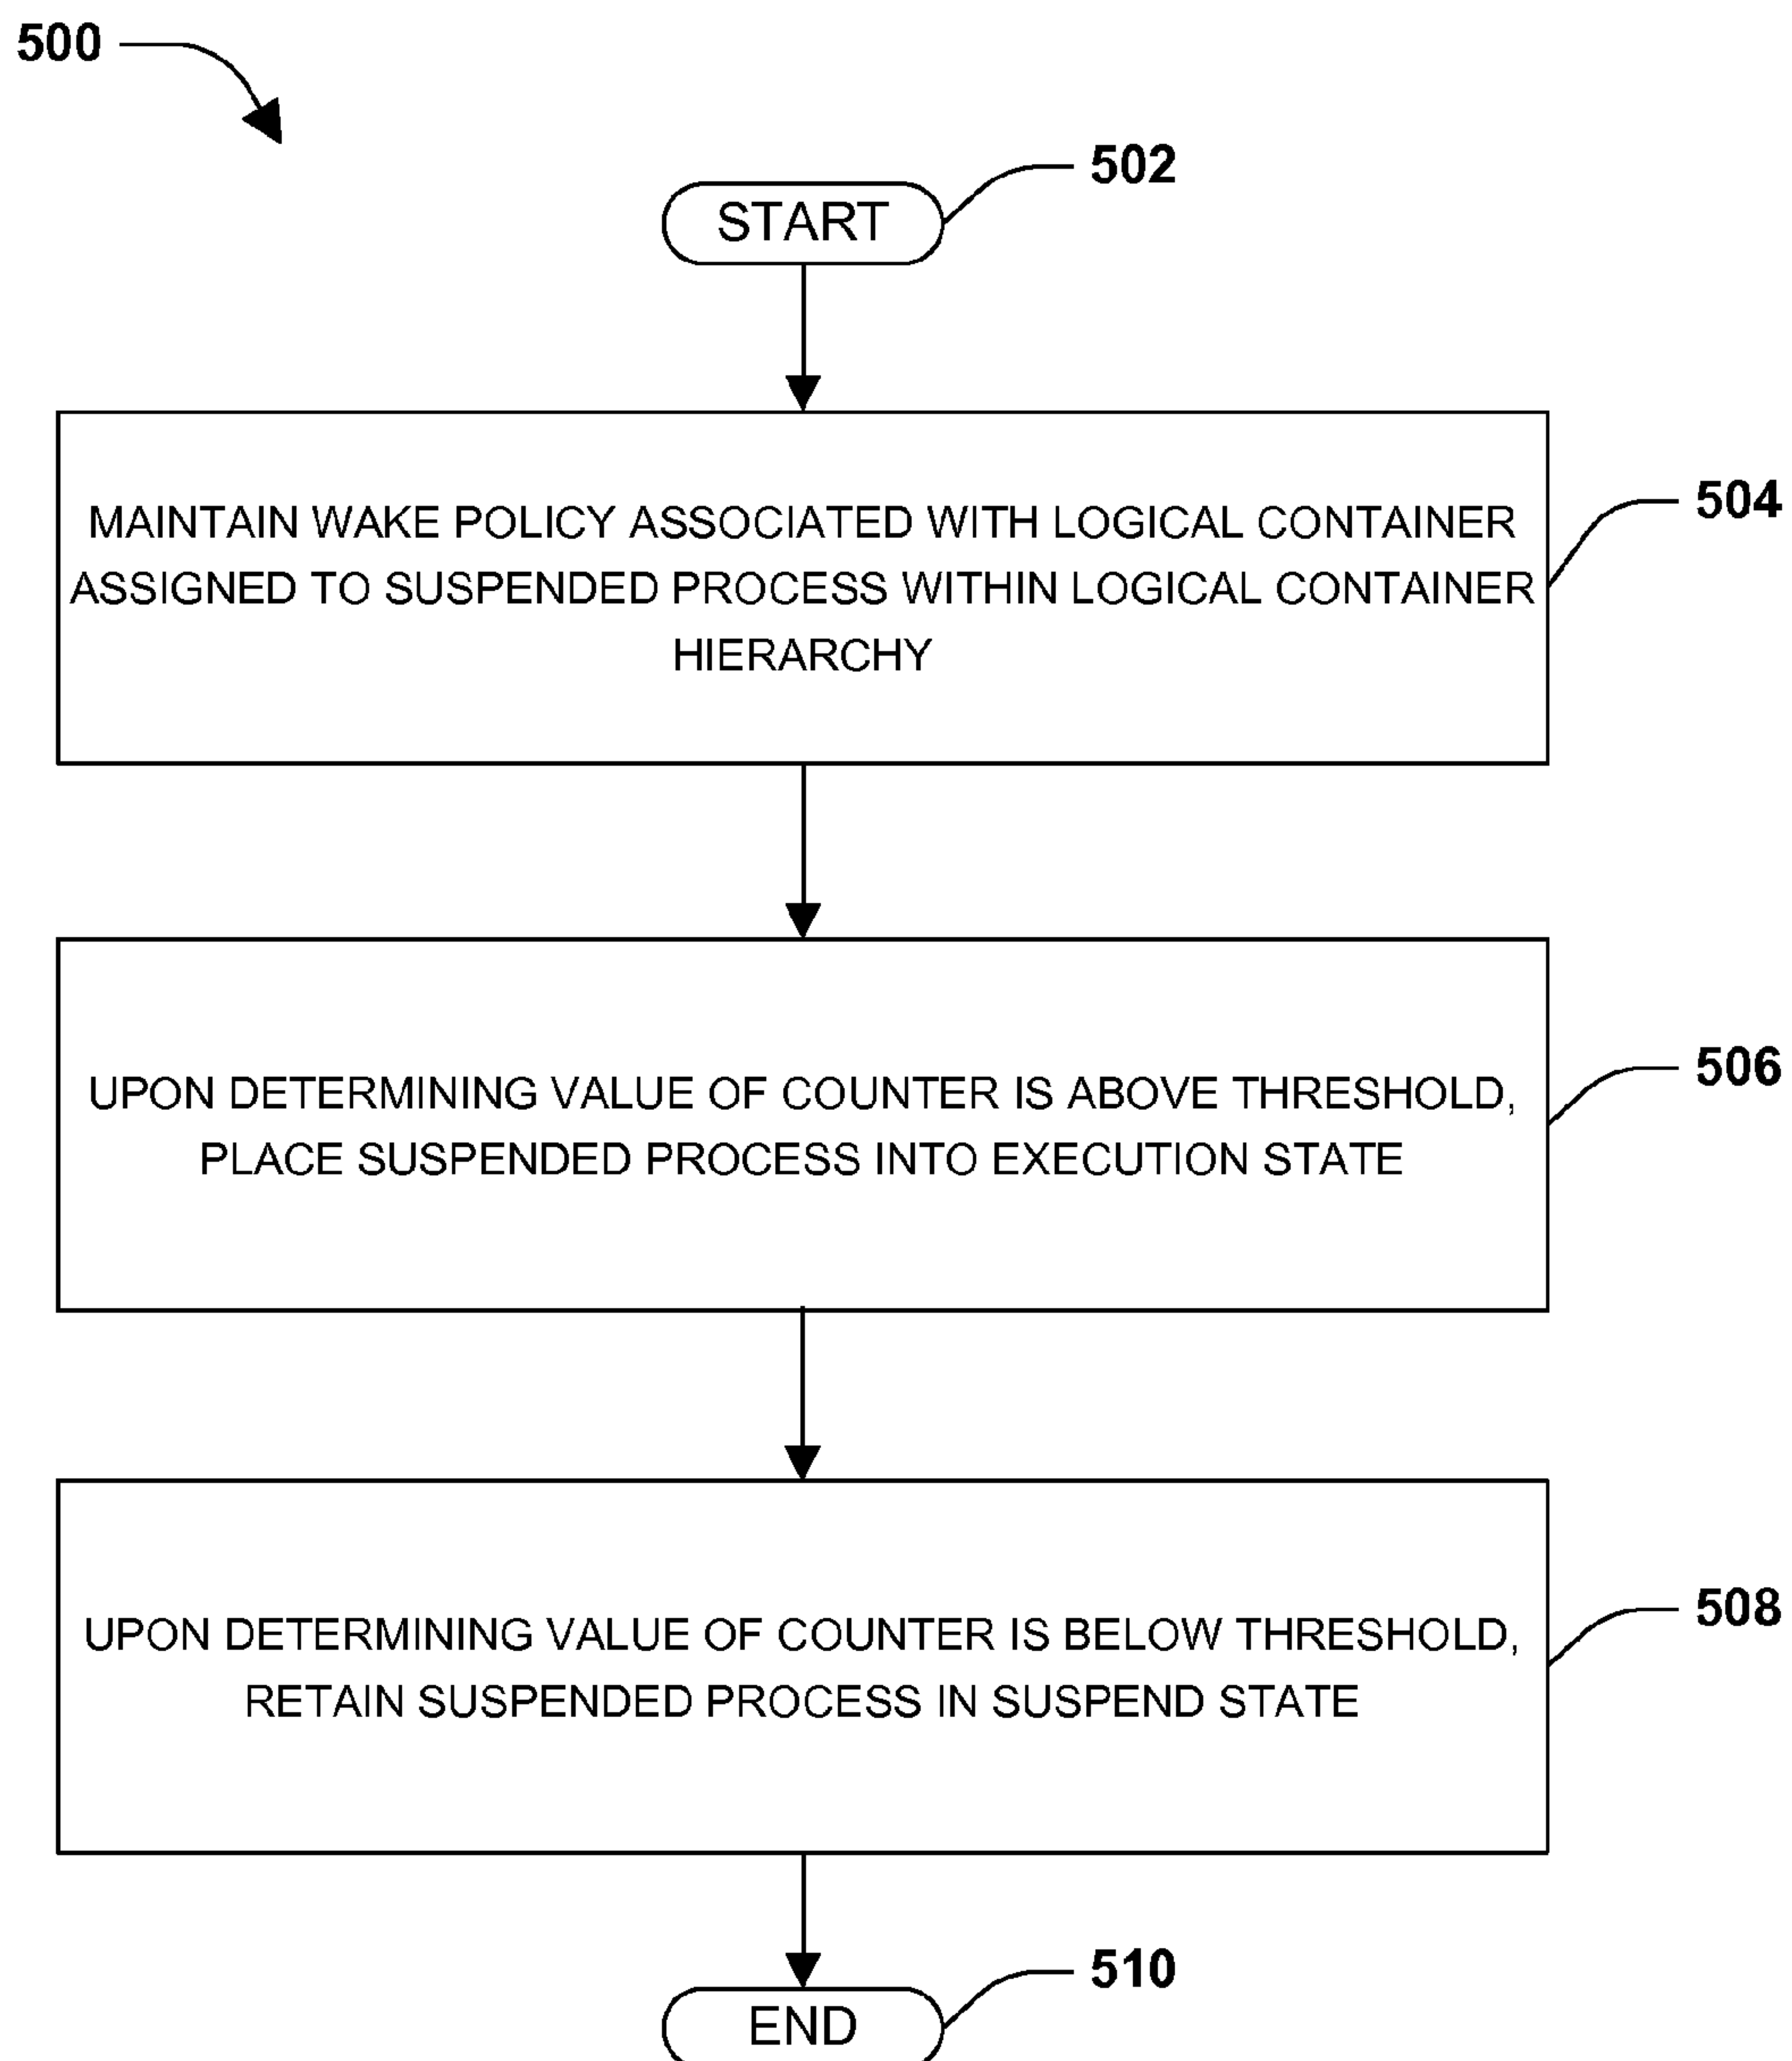 500
502
START
MAINTAIN WAKE POLICY ASSOCIATED WITH LOGICAL CONTAINER
ASSIGNED TO SUSPENDED PROCESS WITHIN LOGICAL CONTAINER
HIERARCHY
504
UPON DETERMINING VALUE OF COUNTER IS ABOVE THRESHOLD,
PLACE SUSPENDED PROCESS INTO EXECUTION STATE
506
UPON DETERMINING VALUE OF COUNTER IS BELOW THRESHOLD,
RETAIN SUSPENDED PROCESS IN SUSPEND STATE
508
510
END